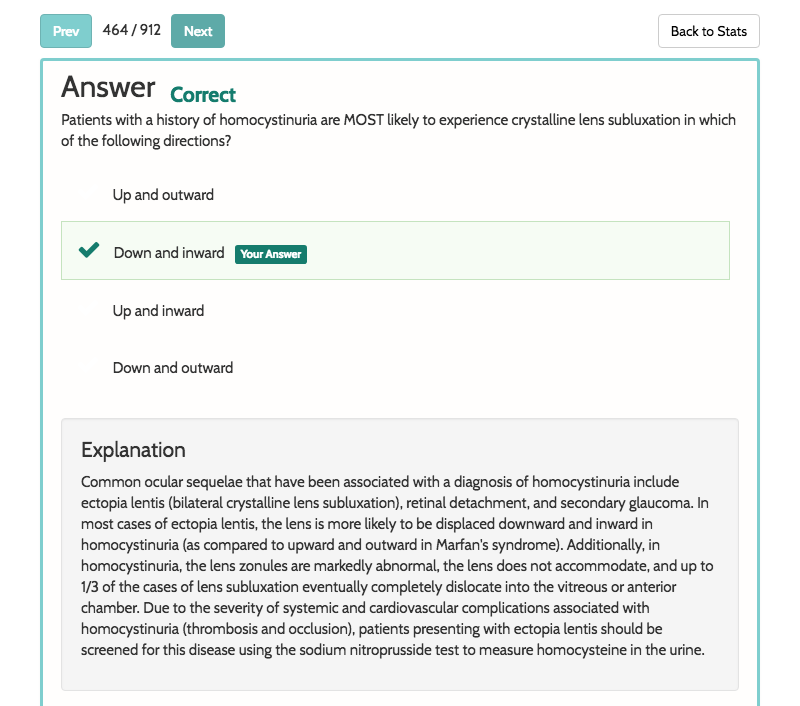 Prev 464 / 912 Next Back to Stats
Answer Correct
Patients with a history of homocystinuria are MOST likely to experience crystalline lens subluxation in which
of the following directions?
Up and outward
Down and inward Your Answer
Up and inward
Down and outward
Explanation
Common ocular sequelae that have been associated with a diagnosis of homocystinuria include
ectopia lentis (bilateral crystalline lens subluxation), retinal detachment, and secondary glaucoma. In
most cases of ectopia lentis, the lens is more likely to be displaced downward and inward in
homocystinuria (as compared to upward and outward in Marfan's syndrome). Additionally, in
homocystinuria, the lens zonules are markedly abnormal, the lens does not accommodate, and up to
1/3 of the cases of lens subluxation eventually completely dislocate into the vitreous or anterior
chamber. Due to the severity of systemic and cardiovascular complications associated with
homocystinuria (thrombosis and occlusion), patients presenting with ectopia lentis should be
screened for this disease using the sodium nitroprusside test to measure homocysteine in the urine.